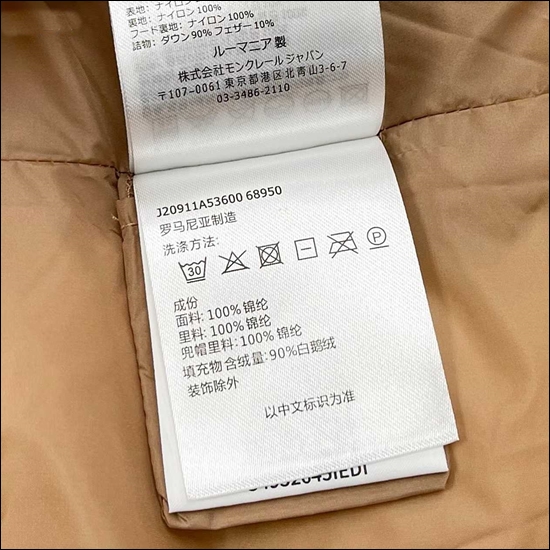 表地:ナイロン 100%
裏地:ナイロン 100%
フード裏地:ナイロン 100%
詰物:ダウン 90% フェザー 10%
ルーマニア 製
株式会社モンクレールジャパン
〒107-0061 東京都港区北青山3-6-7
03-3486-2110
J20911A53600 68950
罗马尼亚制造
洗涤方法:
30
P
成份
面料: 100% 锦纶
里料: 100% 锦纶
兜帽里料: 100% 锦纶
填充物 含绒量: 90%白鹅绒
装饰除外
以中文标识为准